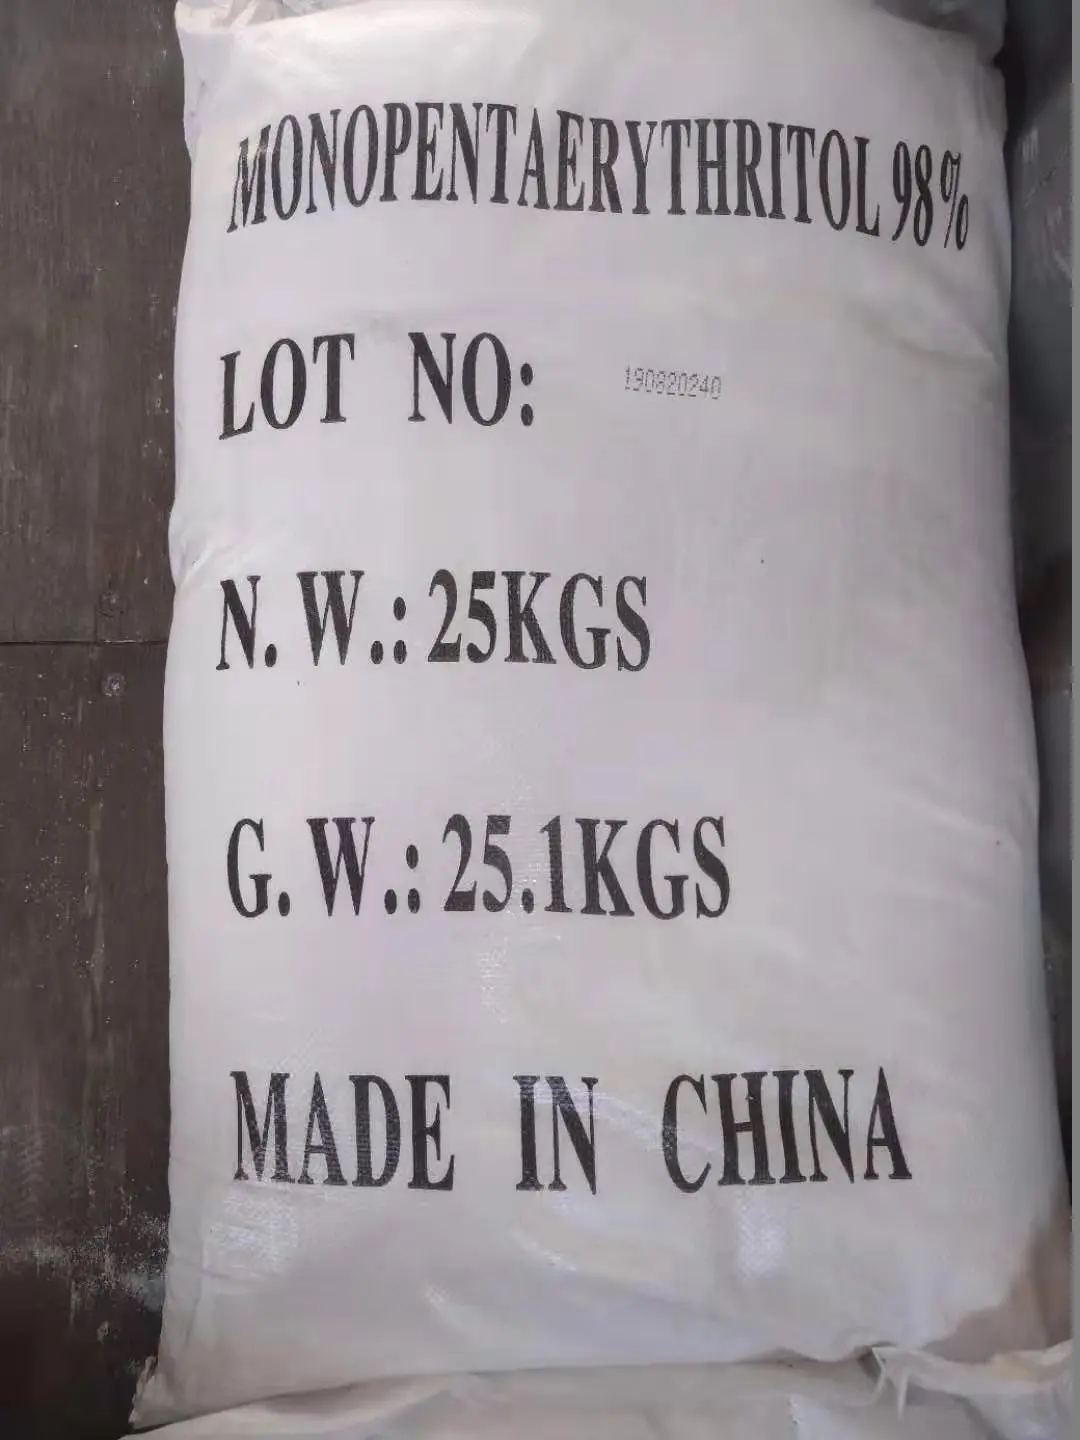 MONOPENTAERYTHRITOL 98%
LOT NO: 190820240
N. W.: 25KGS
G. W.: 25.1KGS
MADE IN CHINA